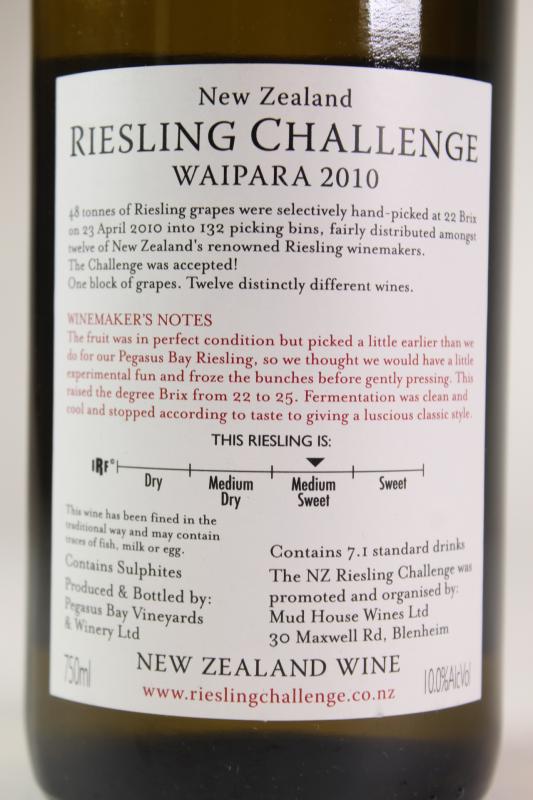 New Zealand
RIESLING CHALLENGE
WAIPARA 2010
48 tonnes of Riesling grapes were selectively hand-picked at 22 Brix
on 23 April 2010 into 132 picking bins, fairly distributed amongst
twelve of New Zealand's renowned Riesling winemakers.
The Challenge was accepted!
One block of grapes. Twelve distinctly different wines.
WINEMAKER'S NOTES
The fruit was in perfect condition but picked a little earlier than we
do for our Pegasus Bay Riesling, so we thought we would have a little
experimental fun and froze the bunches before gently pressing. This
raised the degree Brix from 22 to 25. Fermentation was clean and
cool and stopped according to taste to giving a luscious classic style.
THIS RIESLING IS:
IRF®
Dry
Medium
Dry
Medium
Sweet
Sweet
This wine has been fined in the
traditional way and may contain
traces of fish, milk or egg.
Contains Sulphites
Produced & Bottled by:
Pegasus Bay Vineyards
& Winery Ltd
Contains 7.1 standard drinks
The NZ Riesling Challenge was
promoted and organised by:
Mud House Wines Ltd
30 Maxwell Rd, Blenheim
750ml
NEW ZEALAND WINE
10.0%AlcVol
www.rieslingchallenge.co.nz